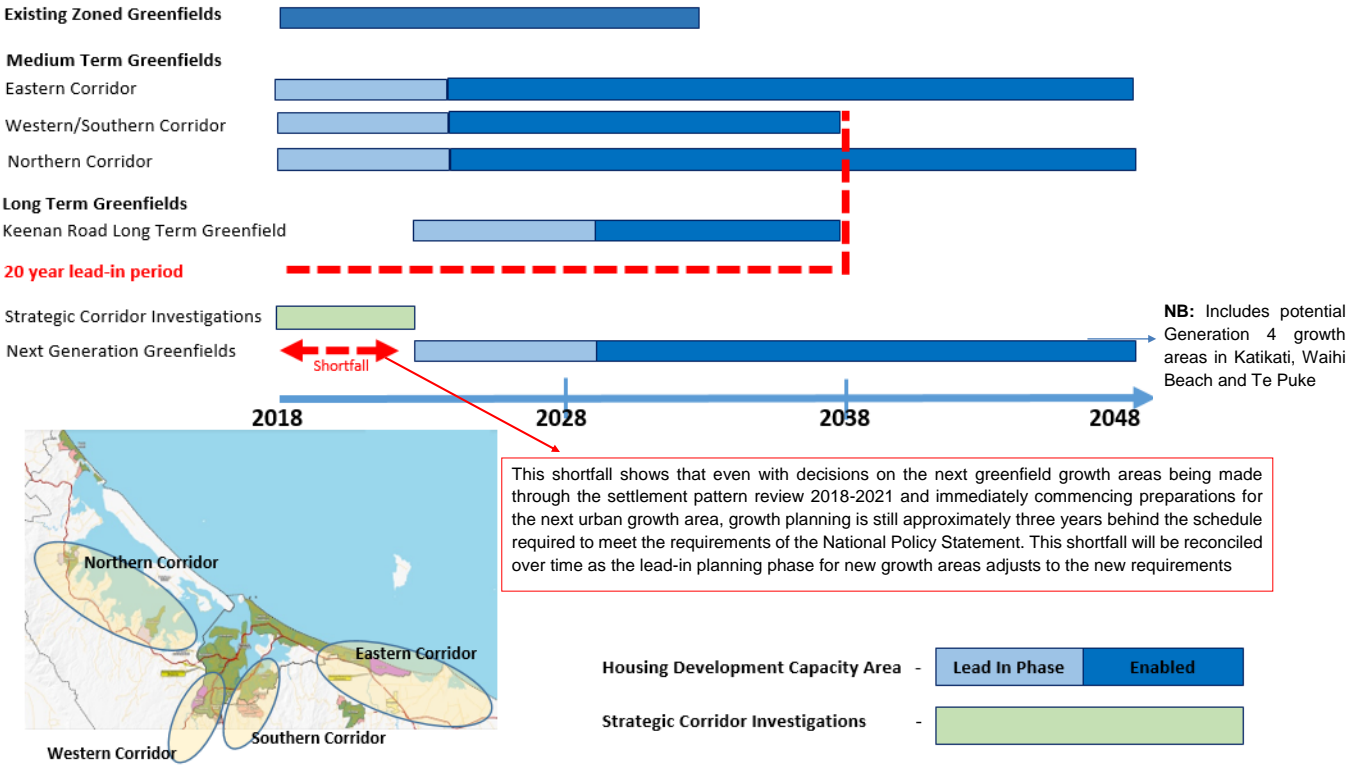 Existing Zoned Greenfields
Medium Term Greenfields
Eastern Corridor
Western/Southern Corridor
Northern Corridor
Long Term Greenfields
Keenan Road Long Term Greenfield
20 year lead-in period
Strategic Corridor Investigations
Next Generation Greenfields
Shortfall
NB: Includes potential
Generation 4 growth
areas in Katikati, Waihi
Beach and Te Puke
2018 2028 2038 2048
This shortfall shows that even with decisions on the next greenfield growth areas being made
through the settlement pattern review 2018-2021 and immediately commencing preparations for
the next urban growth area, growth planning is still approximately three years behind the schedule
required to meet the requirements of the National Policy Statement. This shortfall will be reconciled
over time as the lead-in planning phase for new growth areas adjusts to the new requirements
Northern Corridor
Eastern Corridor
Southern Corridor
Western Corridor
Housing Development Capacity Area - Lead In Phase Enabled
Strategic Corridor Investigations -